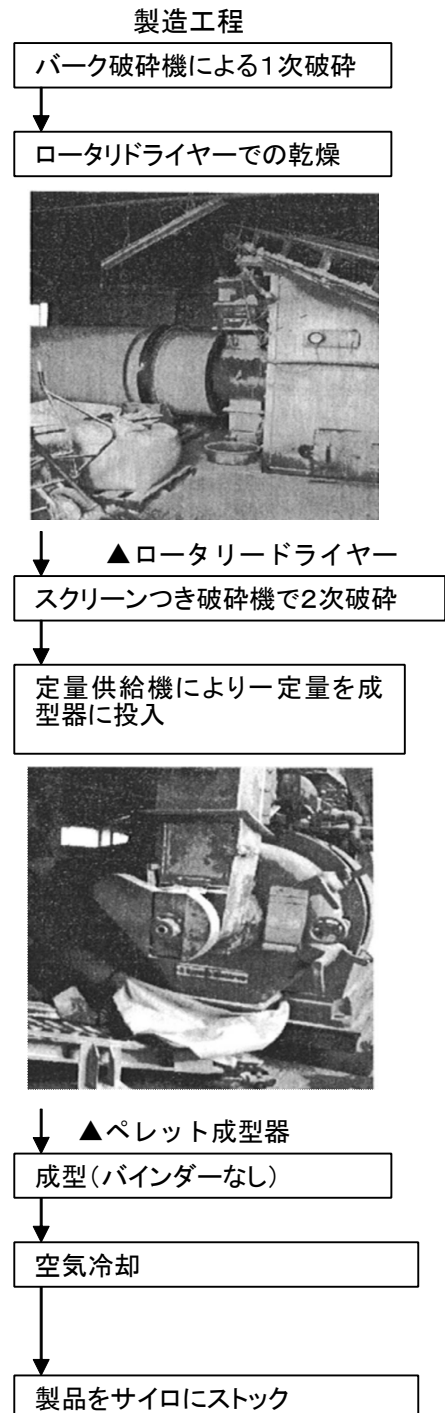 製造工程
バーク破砕機による1次破砕
ロータリドライヤーでの乾燥
▲ロータリードライヤー
スクリーンつき破砕機で2次破砕
定量供給機により一定量を成
型器に投入
▲ペレット成型器
成型（バインダーなし）
空気冷却
製品をサイロにストック